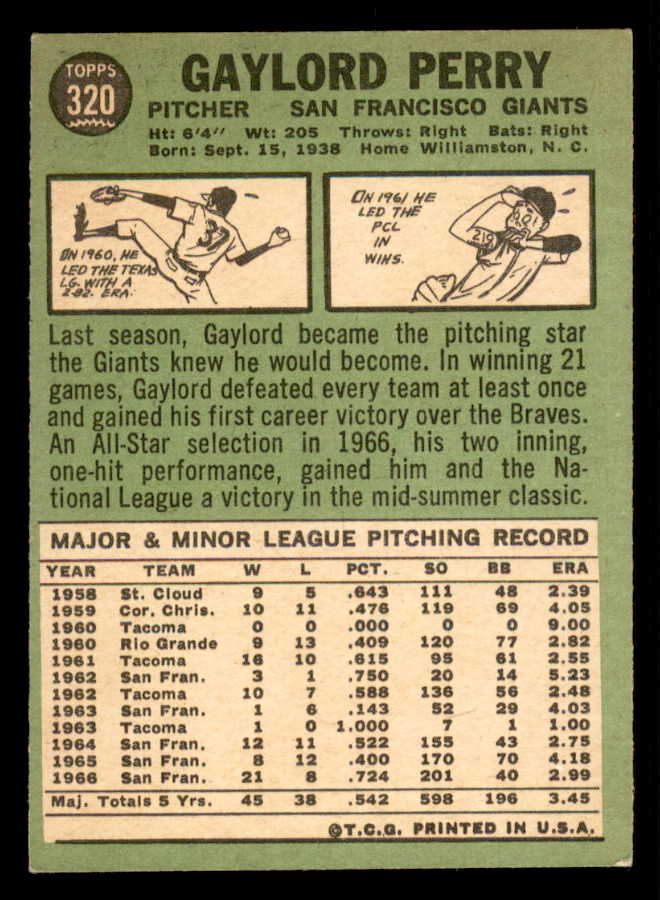 TOPPS
320
GAYLORD PERRY
PITCHER SAN FRANCISCO GIANTS
Ht: 6'4" Wt: 205 Throws: Right Bats: Right
Born: Sept. 15, 1938 Home Williamston, N. C.
ON 1960, HE
LED THE TEXAS
LG. WITH A
2-82. ERA.
37
ON 1961 HE
LED THE
PCL
IN
WINS.
Last season, Gaylord became the pitching star
the Giants knew he would become. In winning 21
games, Gaylord defeated every team at least once
and gained his first career victory over the Braves.
An All-Star selection in 1966, his two inning,
one-hit performance, gained him and the Na-
tional League a victory in the mid-summer classic.
MAJOR & MINOR LEAGUE PITCHING RECORD
YEAR TEAM W L PCT. SO BB ERA
1958 St. Cloud 9 5 .643 111 48 2.39
1959 Cor. Chris. 10 11 .476 119 69 4.05
1960 Tacoma 0 0 .000 0 0 9.00
1960 Rio Grande 9 13 .409 120 77 2.82
1961 Tacoma 16 10 .615 95 61 2.55
1962 San Fran. 3 1 .750 20 14 5.23
1962 Tacoma 10 7 .588 136 56 2.48
1963 San Fran. 1 6 .143 52 29 4.03
1963 Tacoma 1 0 1.000 7 1 1.00
1964 San Fran. 12 11 .522 155 43 2.75
1965 San Fran. 8 12 .400 170 70 4.18
1966 San Fran. 21 8 .724 201 40 2.99
Maj. Totals 5 Yrs. 45 38 .542 598 196 3.45
©T.C.G. PRINTED IN U.S.A.